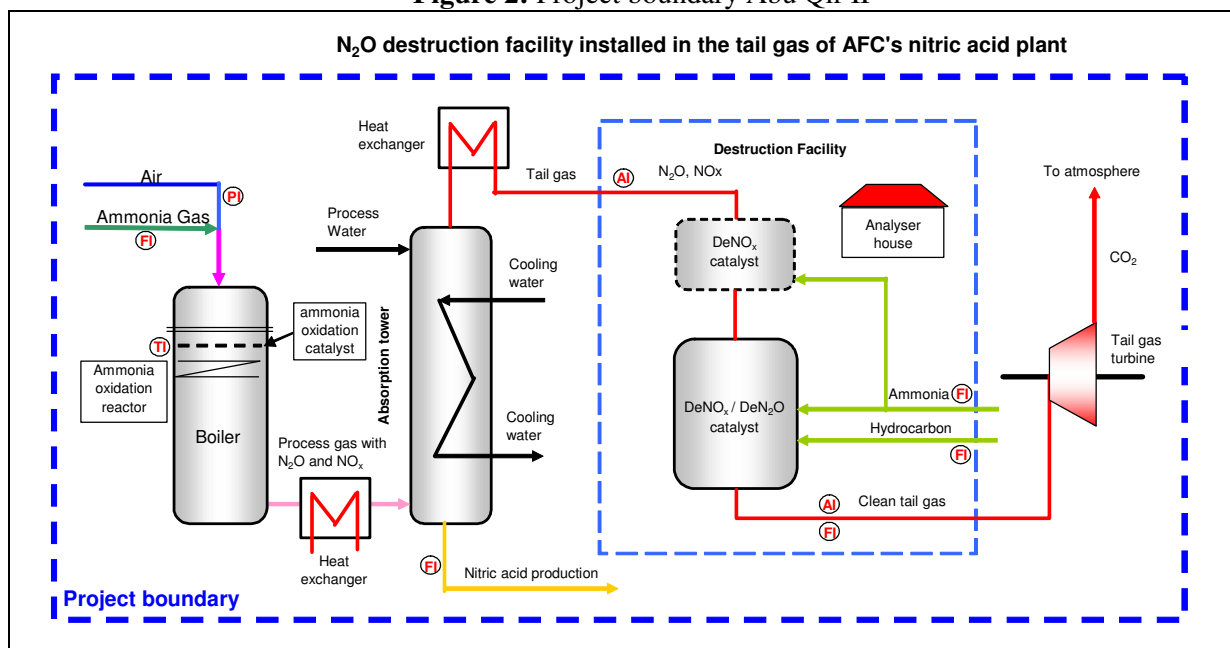 Figure 2: Project boundary Abu Qir II
N2O destruction facility installed in the tail gas of AFC's nitric acid plant
Heat
exchanger
Destruction Facility
Air
PI
Ammonia Gas
FI
Tail gas
AI
N2O, NOx
To atmosphere
Process
Water
DeNOx
catalyst
Analyser
house
CO2
Cooling
water
ammonia
oxidation
catalyst
TI
Ammonia
oxidation
reactor
Absorption tower
Tail gas
turbine
Boiler
DeNOx / DeN2O
catalyst
Ammonia
FI
Hydrocarbon
FI
Cooling
water
Process gas with
N2O and NOx
AI
Clean tail gas
FI
Heat
exchanger
FI
Nitric acid production
Project boundary